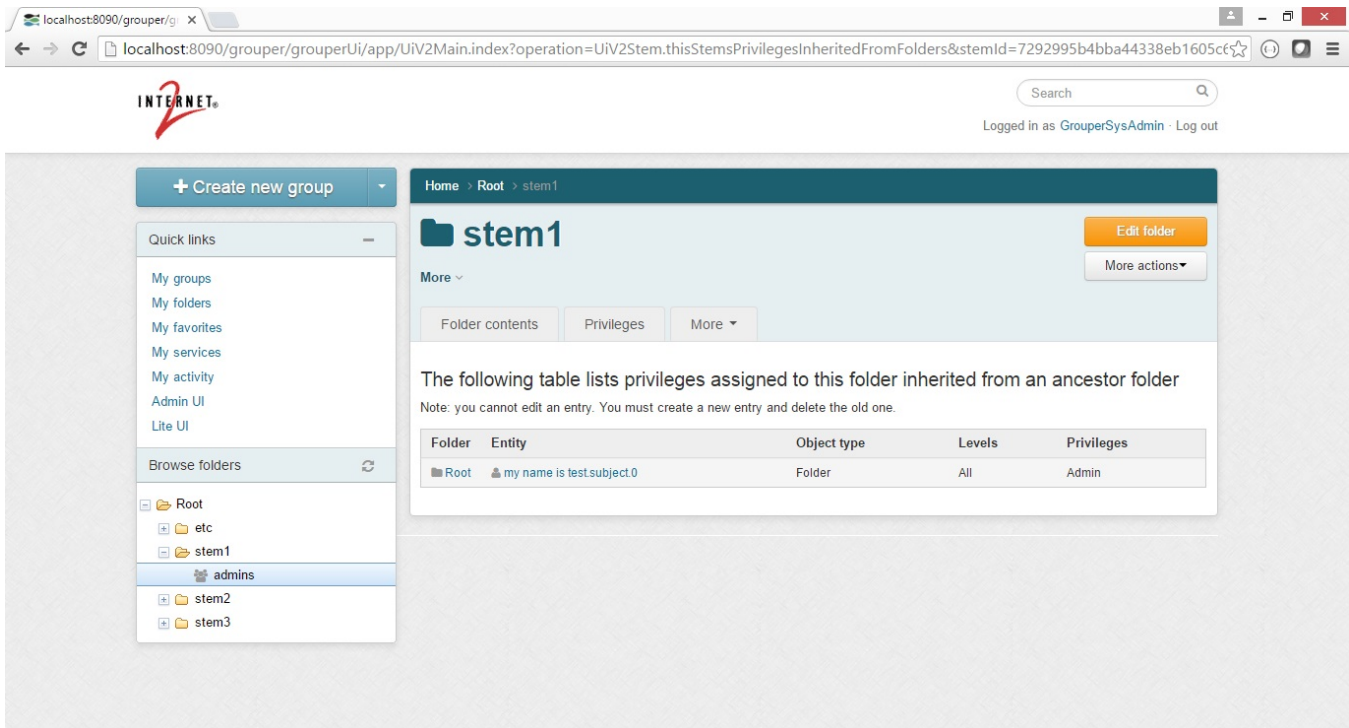 localhost:8090/grouper/g
localhost:8090/grouper/grouperUi/app/UiV2Main.index?operation=UiV2Stem.thisStemsPrivilegesInheritedFromFolders&stemId=7292995b4bba44338eb1605c6
INTERNET® 2
Search
Logged in as GrouperSysAdmin · Log out
+ Create new group
Quick links
My groups
My folders
My favorites
My services
My activity
Admin UI
Lite UI
Browse folders
Root
etc
stem1
admins
stem2
stem3
Home > Root > stem1
stem1
Edit folder
More
More actions
Folder contents Privileges More
The following table lists privileges assigned to this folder inherited from an ancestor folder
Note: you cannot edit an entry. You must create a new entry and delete the old one.
Folder Entity Object type Levels Privileges
Root my name is test.subject.0 Folder All Admin